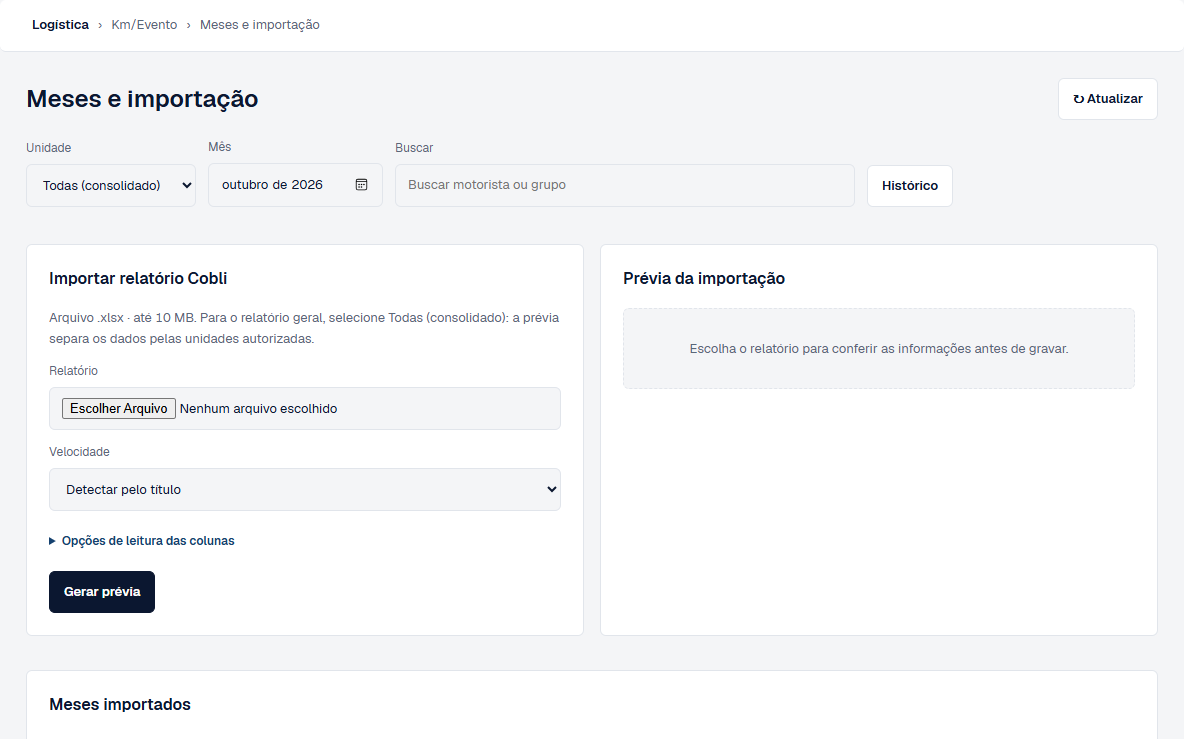 Logística › Km/Evento › Meses e importação
Meses e importação
↻ Atualizar
Unidade
Mês
Buscar
Todas (consolidado)
outubro de 2026
Buscar motorista ou grupo
Histórico
Importar relatório Cobli
Arquivo .xlsx · até 10 MB. Para o relatório geral, selecione Todas (consolidado): a prévia
separa os dados pelas unidades autorizadas.
Relatório
Escolher Arquivo Nenhum arquivo escolhido
Velocidade
Detectar pelo título
Opções de leitura das colunas
Gerar prévia
Prévia da importação
Escolha o relatório para conferir as informações antes de gravar.
Meses importados